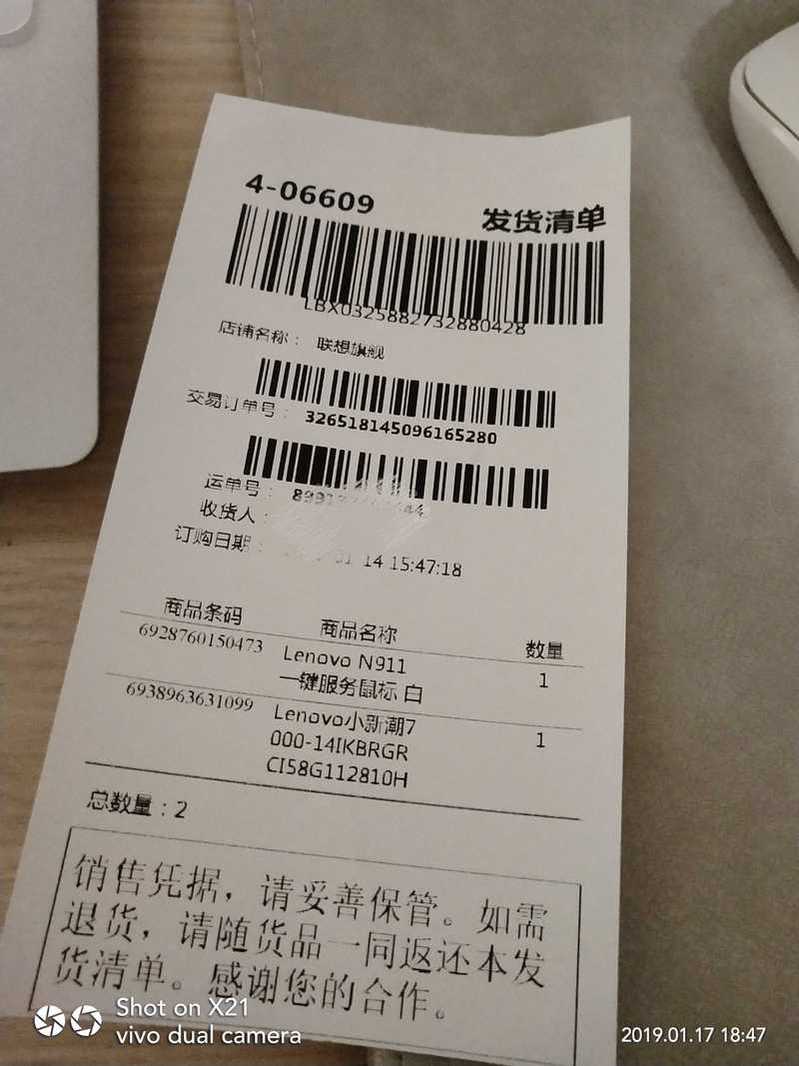 4-06609
发货清单
LBX0325882732880428
店铺名称： 联想旗舰
交易订单号： 326518145096165280
运单号：
收货人：
订购日期： 14 15:47:18
商品条码 商品名称 数量
6928760150473 Lenovo N911 1
一键服务鼠标 白
6938963631099 Lenovo小新潮7 1
000-14IKBRGR
CI58G112810H
总数量：2
销售凭据，请妥善保管。如需
退货，请随货品一同返还本发
货清单。感谢您的合作。
Shot on X21
vivo dual camera
2019.01.17 18:47